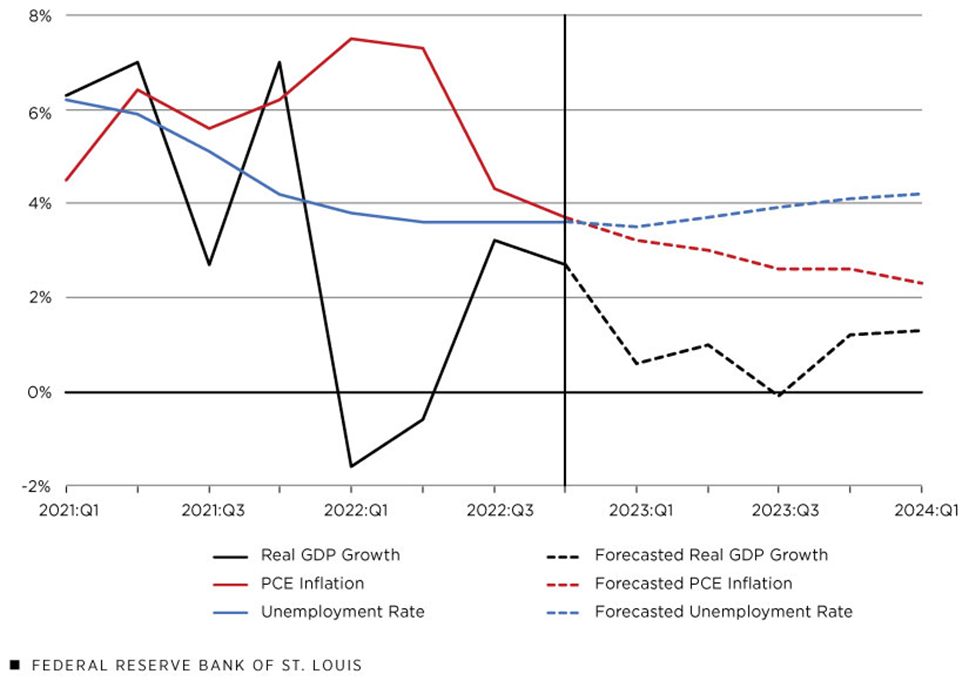 8%
6%
4%
2%
0%
-2%
2021:Q1 2021:Q3 2022:Q1 2022:Q3 2023:Q1 2023:Q3 2024:Q1
Real GDP Growth Forecasted Real GDP Growth
PCE Inflation Forecasted PCE Inflation
Unemployment Rate Forecasted Unemployment Rate
FEDERAL RESERVE BANK OF ST. LOUIS